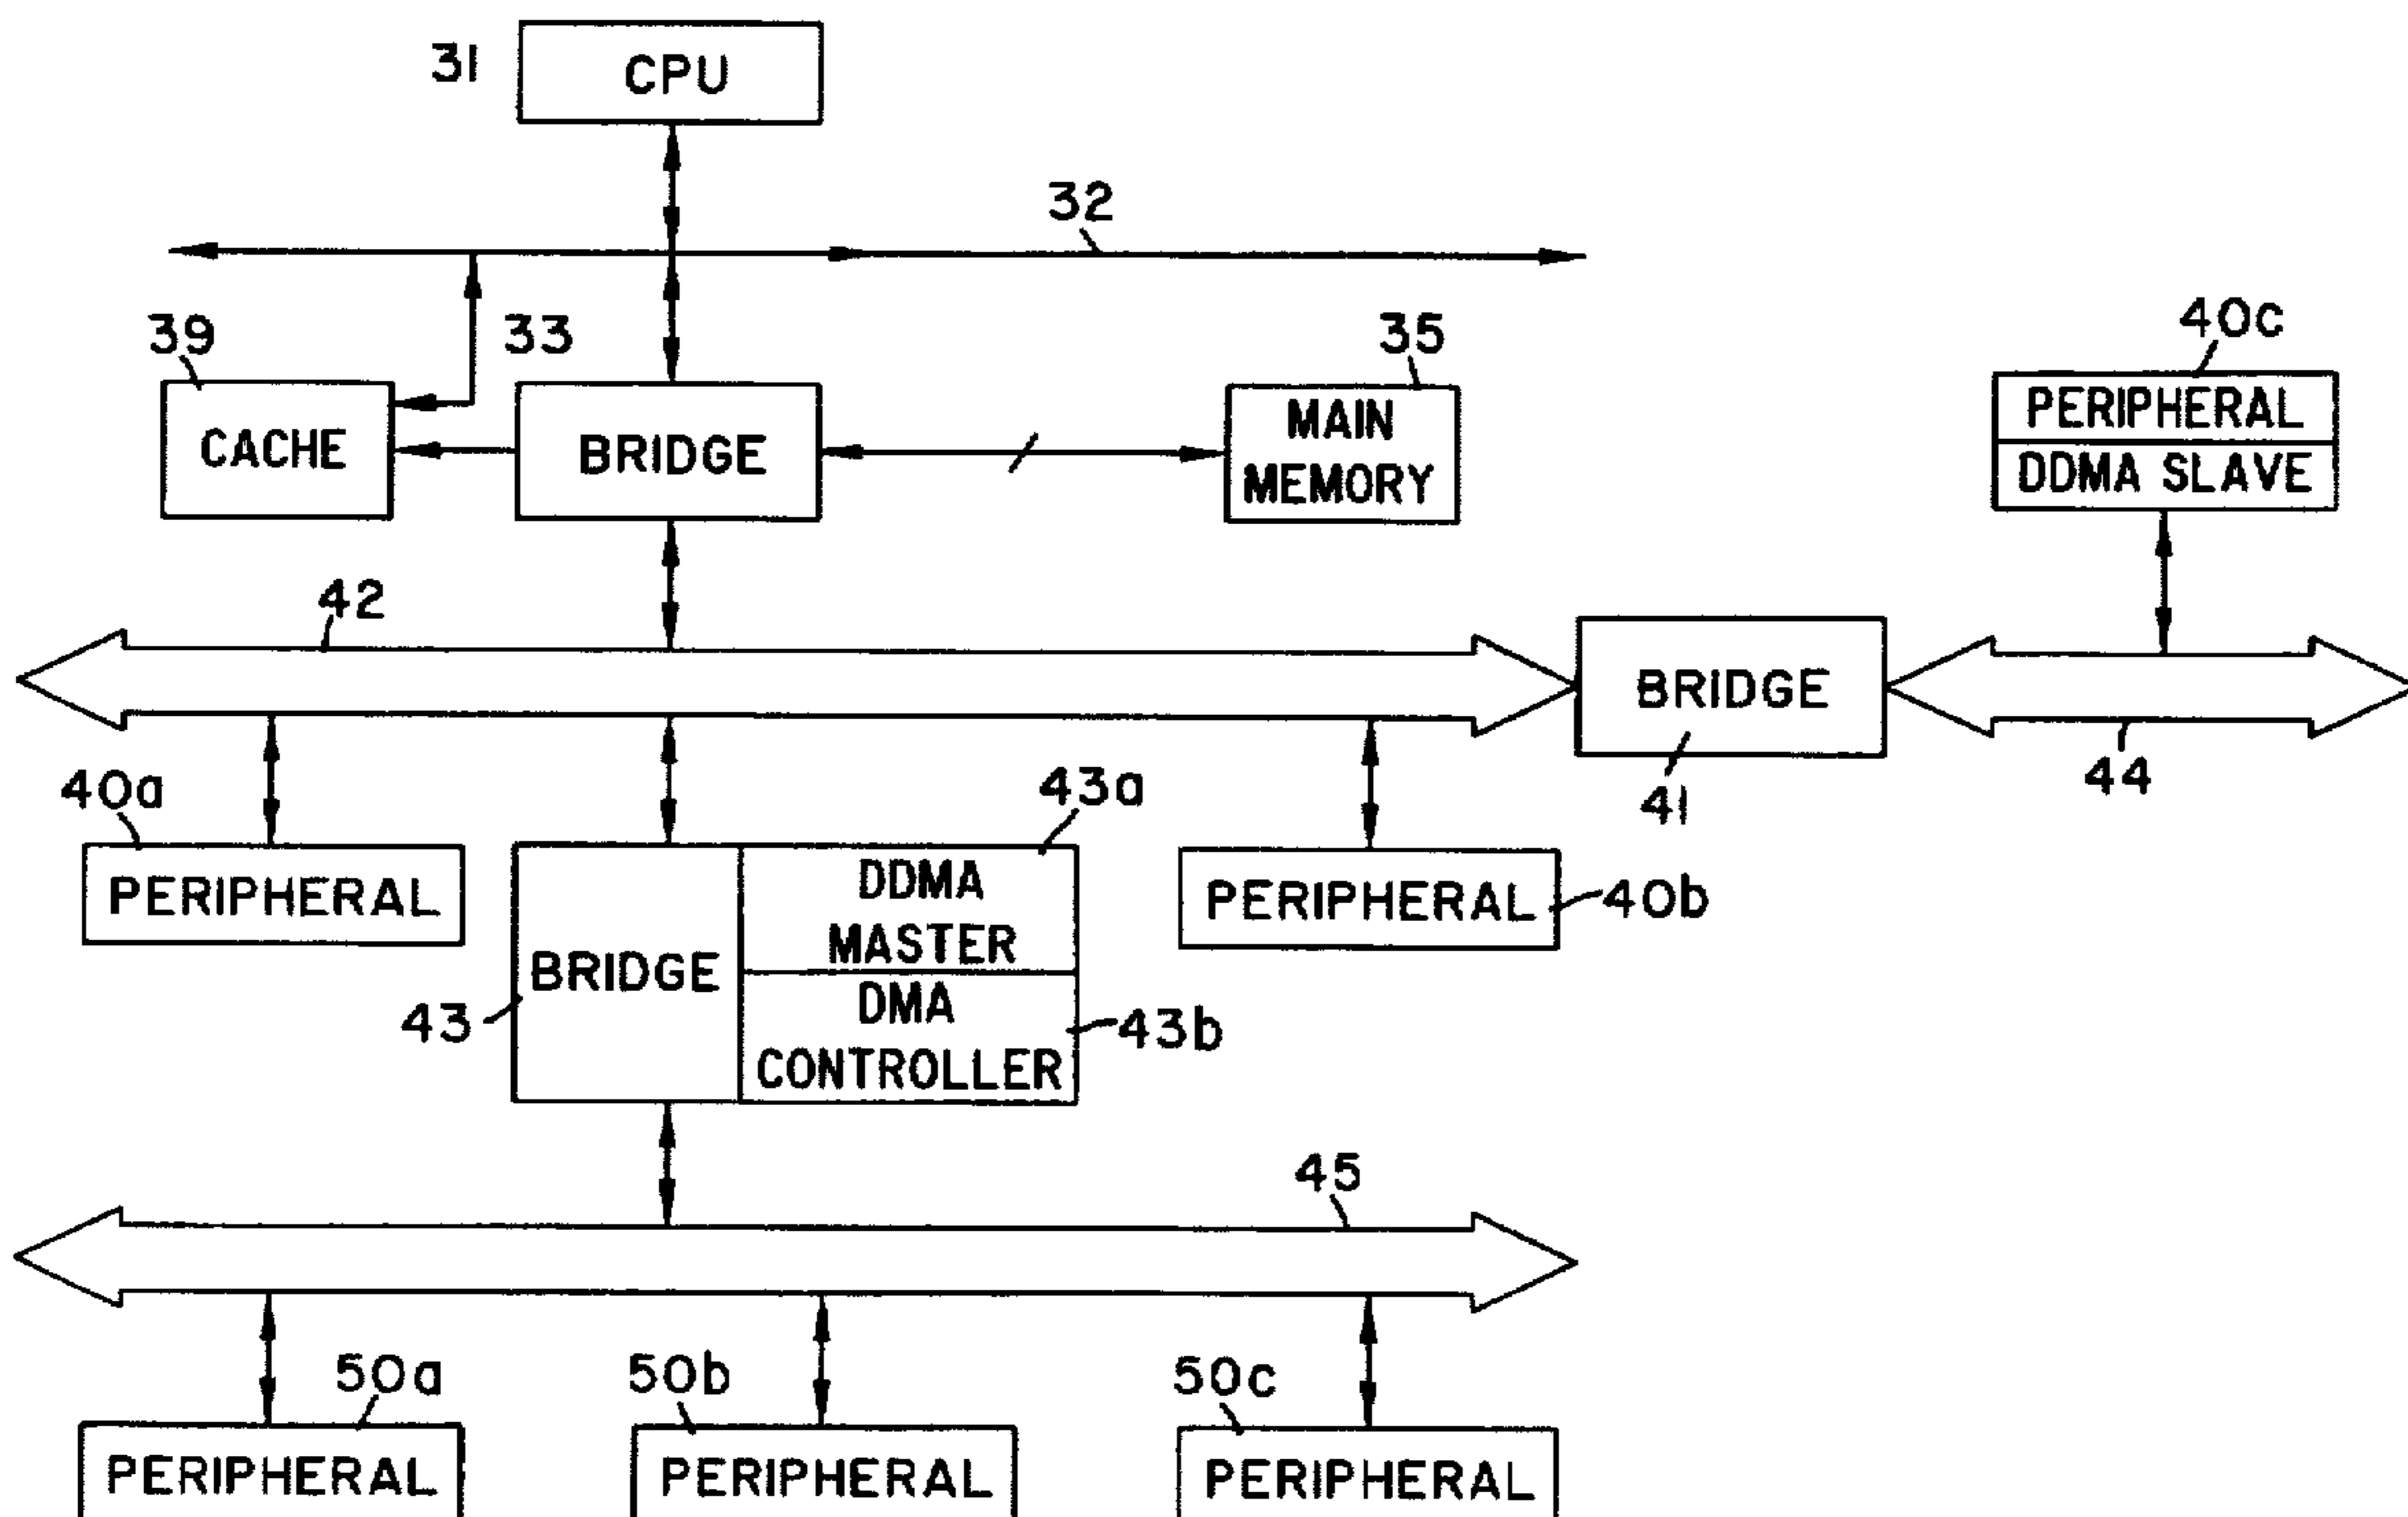 31
CPU
32
39
33
35
40c
CACHE
BRIDGE
MAIN
MEMORY
PERIPHERAL
DDMA SLAVE
42
BRIDGE
41
44
40a
43a
PERIPHERAL
BRIDGE
DDMA
MASTER
PERIPHERAL
40b
43
DMA
CONTROLLER
43b
45
50a
50b
50c
PERIPHERAL
PERIPHERAL
PERIPHERAL